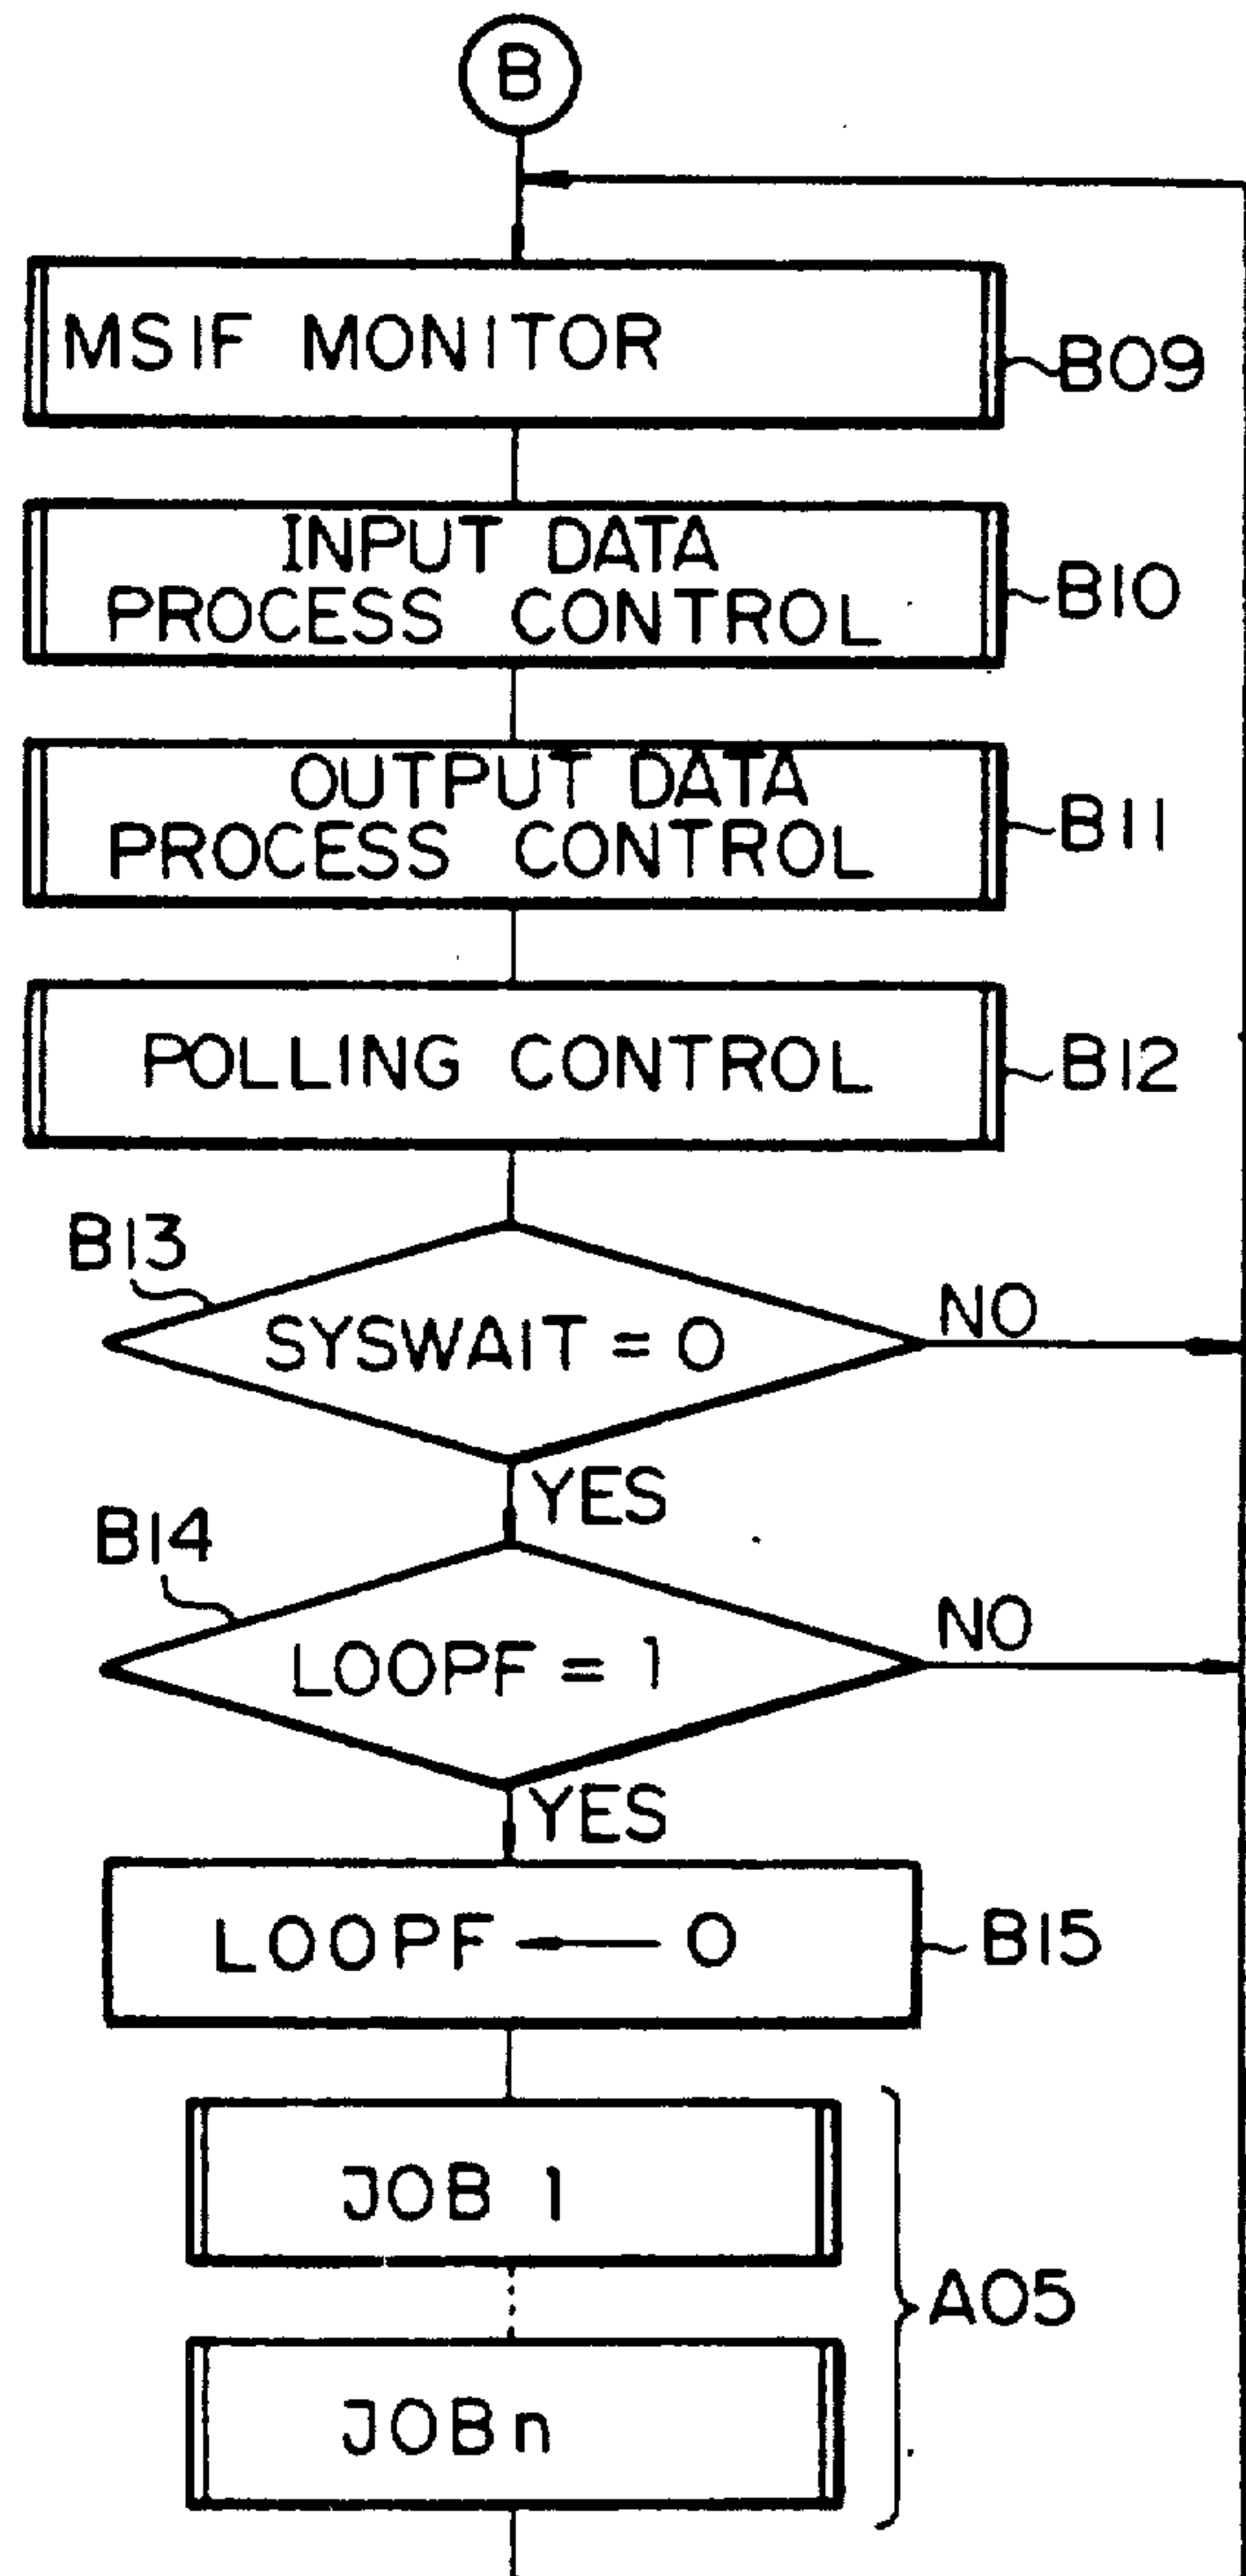 B
MSIF MONITOR
B09
INPUT DATA
PROCESS CONTROL
B10
OUTPUT DATA
PROCESS CONTROL
B11
POLLING CONTROL
B12
B13
SYSWAIT = 0
NO
YES
B14
LOOPF = 1
NO
YES
LOOPF ← 0
B15
JOB 1
A05
JOBn